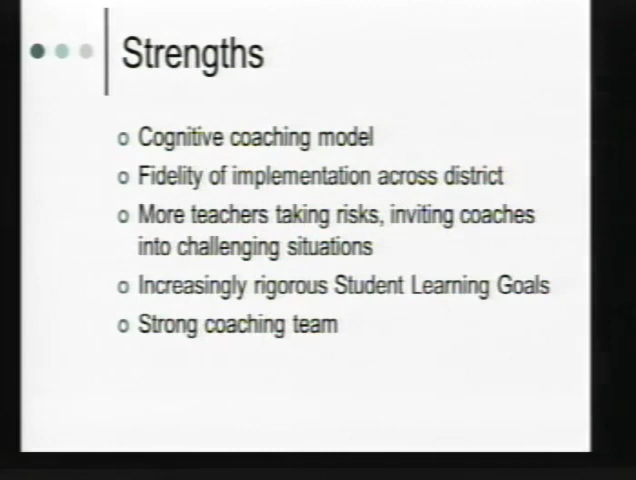 Strengths
o Cognitive coaching model
o Fidelity of implementation across district
o More teachers taking risks, inviting coaches
into challenging situations
o Increasingly rigorous Student Learning Goals
o Strong coaching team